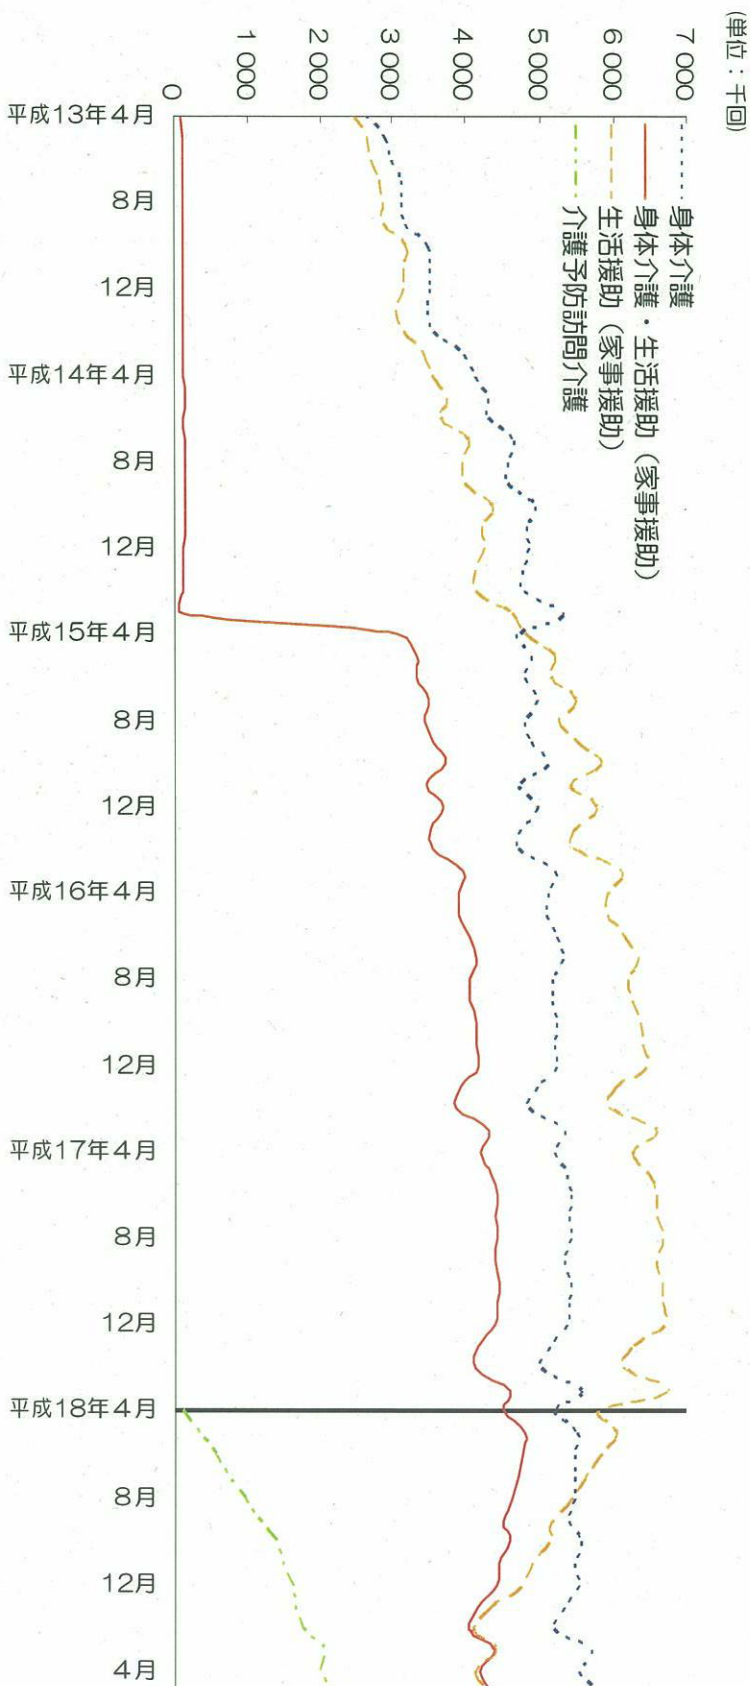 (単位：千回)
7 000
6 000
5 000
4 000
3 000
2 000
1 000
0
身体介護
身体介護・生活援助（家事援助）
生活援助（家事援助）
介護予防訪問介護
平成13年4月
8月
12月
平成14年4月
8月
12月
平成15年4月
8月
12月
平成16年4月
8月
12月
平成17年4月
8月
12月
平成18年4月
8月
12月
4月